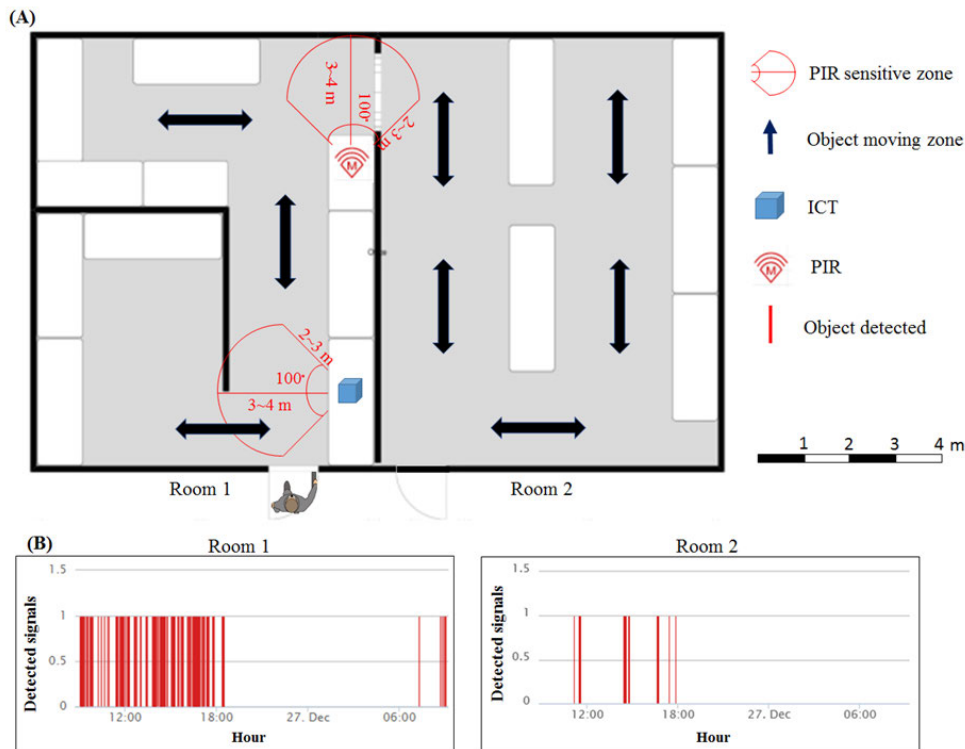 (A)
3~4 m
100°
2~3 m
M
2~3 m
100°
3~4 m
Room 1
Room 2
PIR sensitive zone
Object moving zone
ICT
M
PIR
Object detected
1 2 3 4 m
(B)
Room 1
Detected signals
1.5
1
0.5
0
12:00 18:00 27. Dec 06:00
Hour
Room 2
Detected signals
1.5
1
0.5
0
12:00 18:00 27. Dec 06:00
Hour